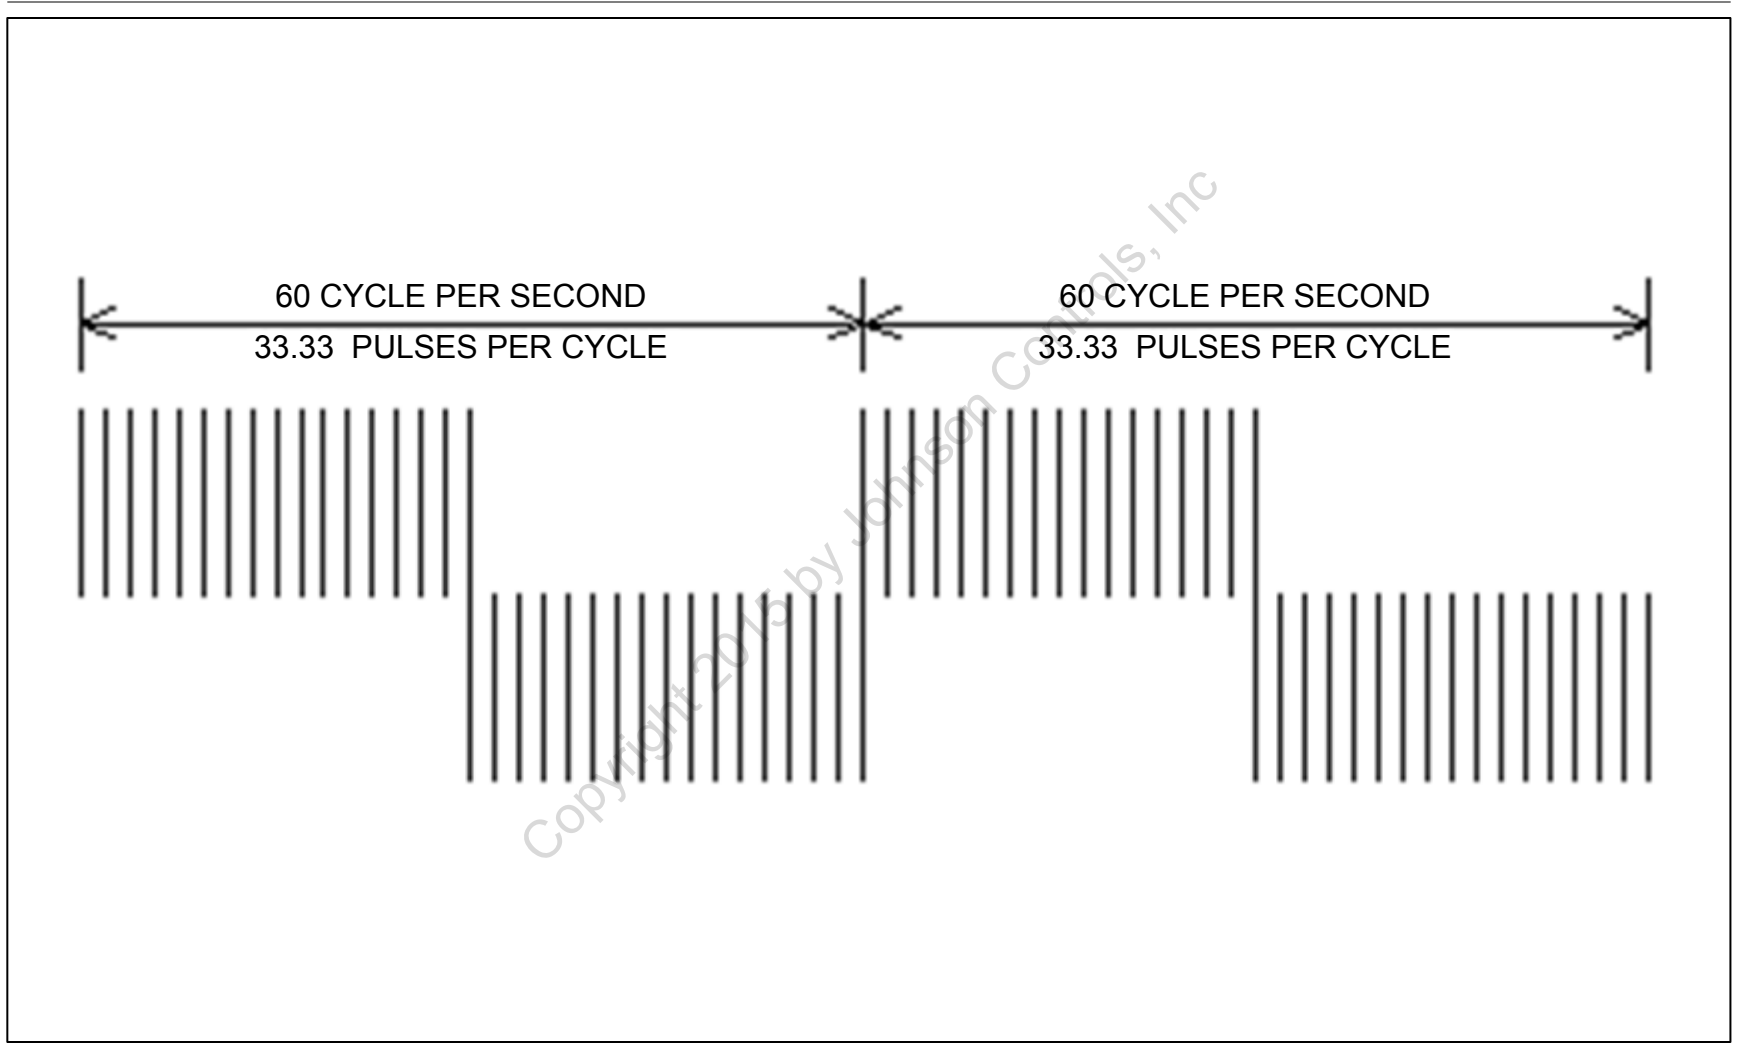 60 CYCLE PER SECOND
33.33 PULSES PER CYCLE
60 CYCLE PER SECOND
33.33 PULSES PER CYCLE
Copyright 2015 by Johnson Controls, Inc